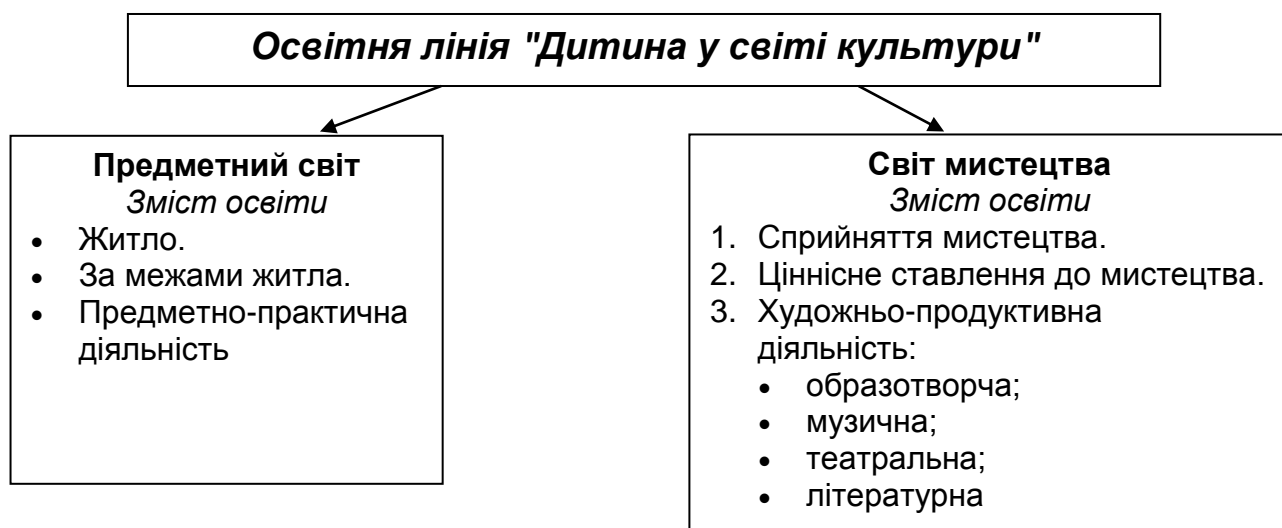 Освітня лінія "Дитина у світі культури"
Предметний світ
Зміст освіти
• Житло.
• За межами житла.
• Предметно-практична
діяльність
Світ мистецтва
Зміст освіти
1. Сприйняття мистецтва.
2. Ціннісне ставлення до мистецтва.
3. Художньо-продуктивна
діяльність:
• образотворча;
• музична;
• театральна;
• літературна